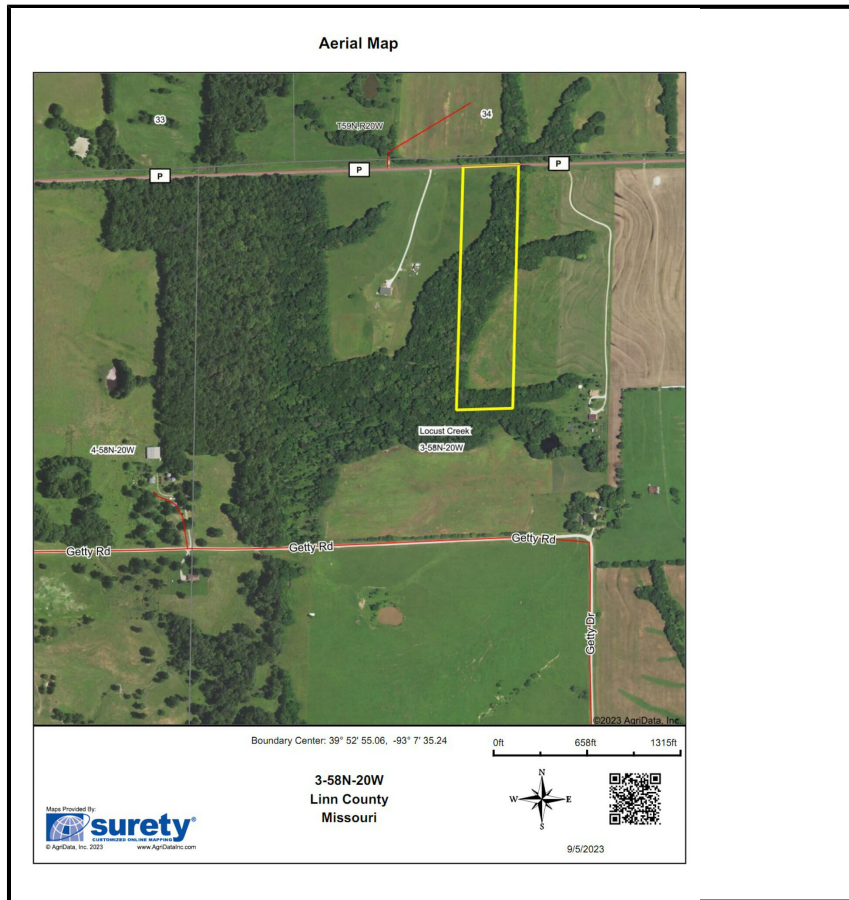 Aerial Map
33
T59N R20W
34
P
P
P
Locust Creek
3-58N-20W
4-58N-20W
Getty Rd
Getty Rd
Getty Rd
Getty Dr
©2023 AgriData, Inc.
Boundary Center: 39° 52' 55.06, -93° 7' 35.24
0ft 658ft 1315ft
3-58N-20W
Linn County
Missouri
N
W E
S
Maps Provided By:
surety®
CUSTOMIZED ONLINE MAPPING
© AgriData, Inc. 2023 www.AgriDataInc.com
9/5/2023